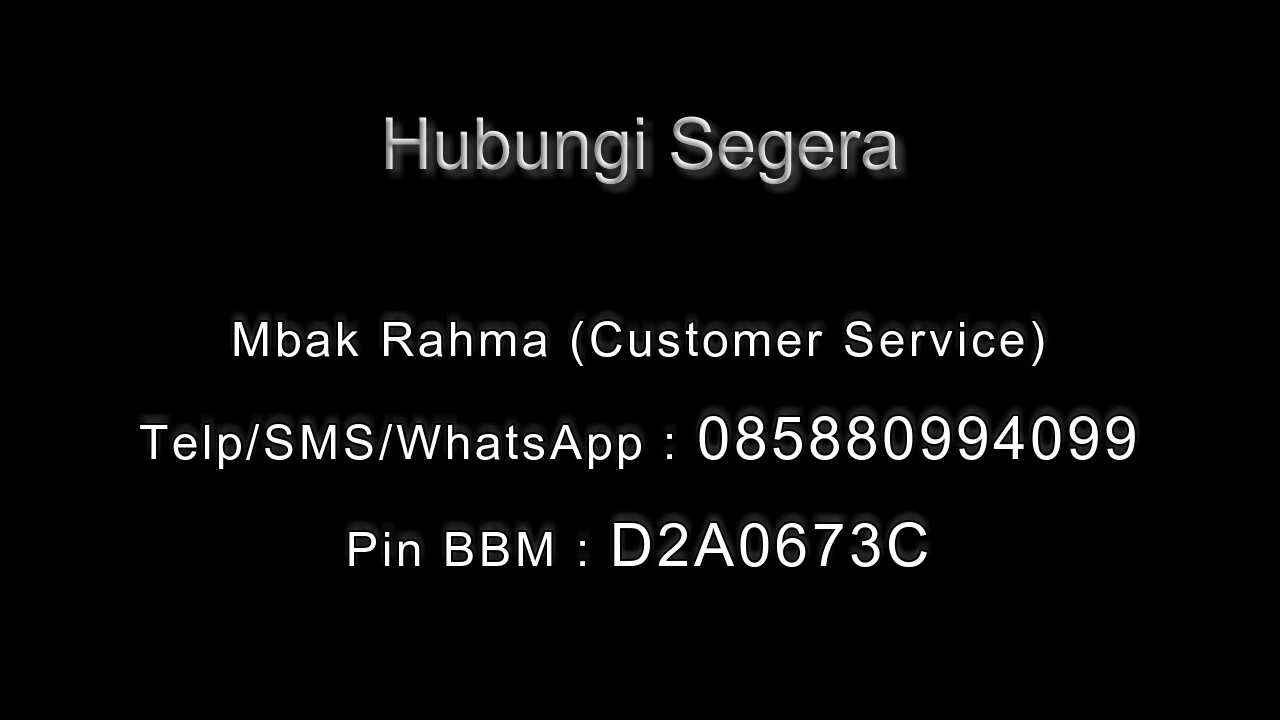 Hubungi Segera
Mbak Rahma (Customer Service)
Telp/SMS/WhatsApp : 085880994099
Pin BBM : D2A0673C